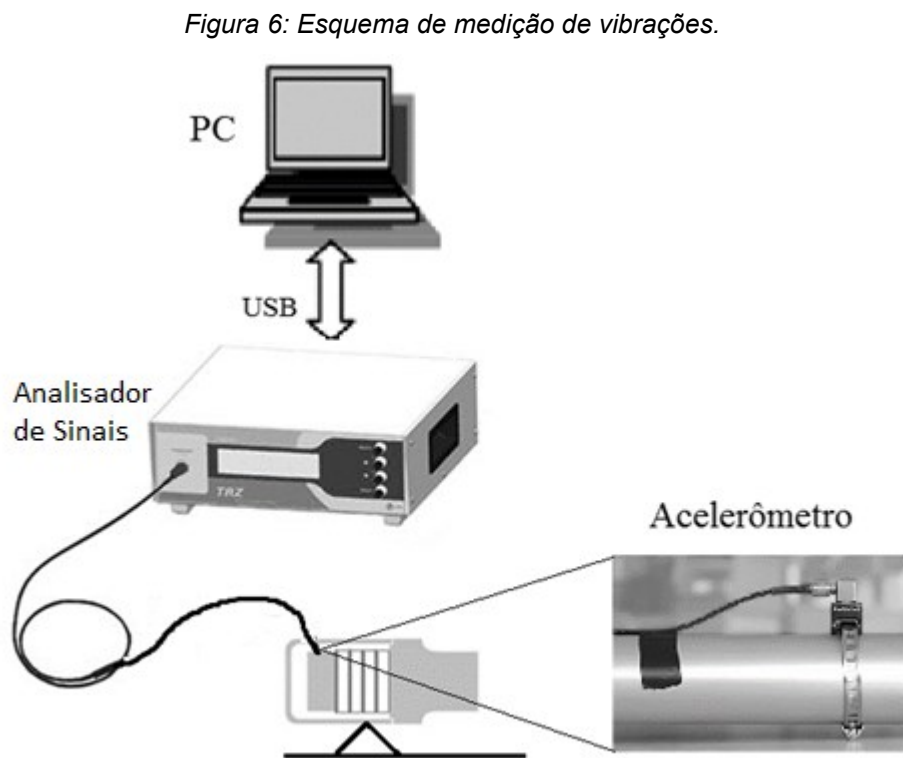 Figura 6: Esquema de medição de vibrações.
PC
USB
Analisador
de Sinais
TRZ
Acelerômetro